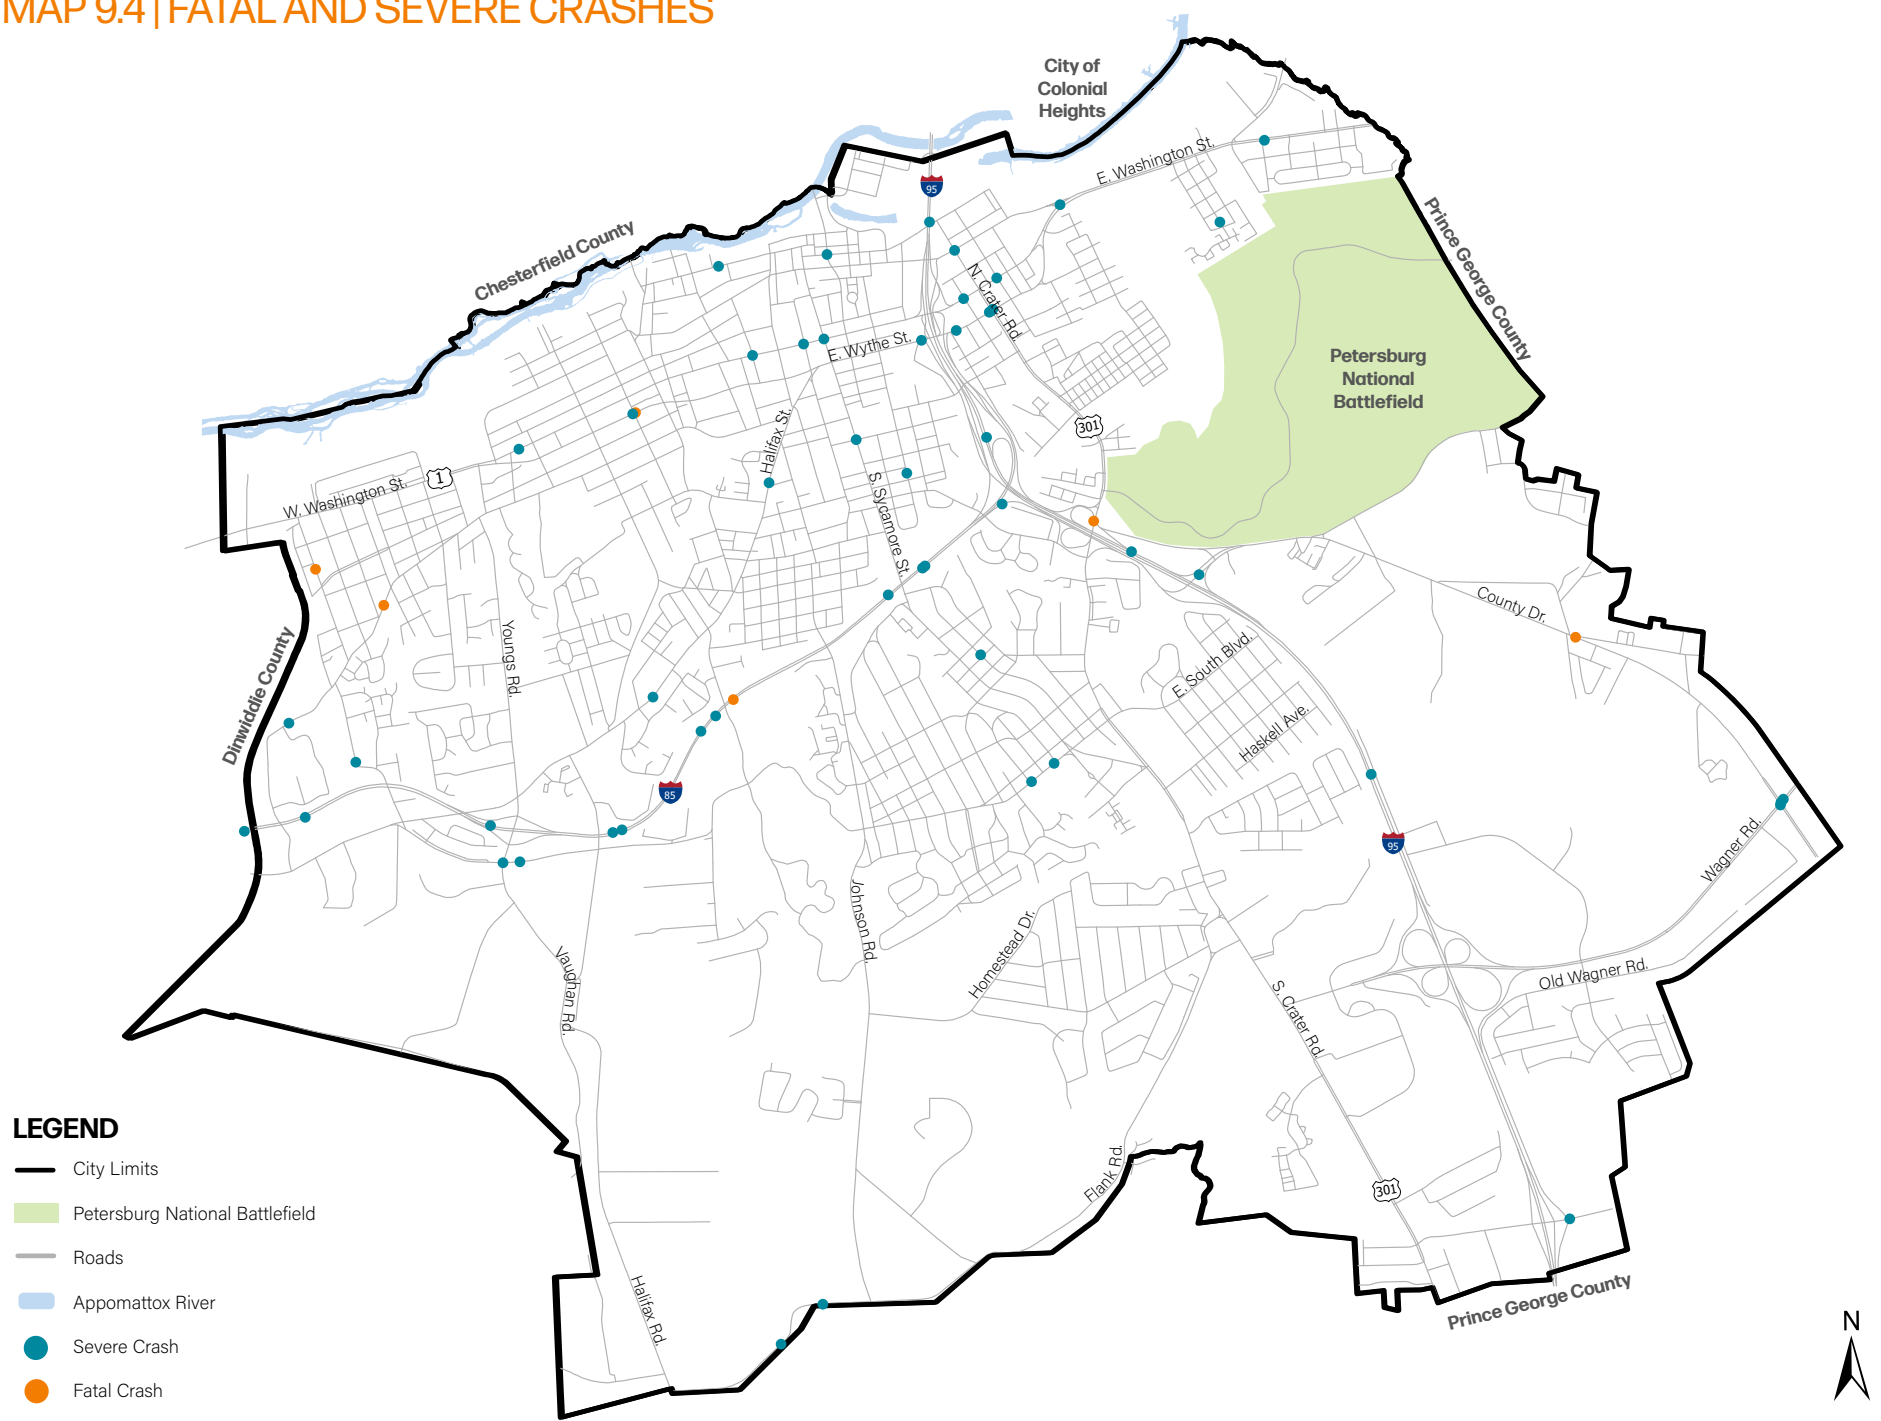 MAP 9.4 | FATAL AND SEVERE CRASHES
City of
Colonial
Heights
E. Washington St.
95
Prince George County
Chesterfield County
N. Crater Rd.
E. Wythe St.
Petersburg
National
Battlefield
301
Halifax St.
1
W. Washington St.
S. Sycamore St.
County Dr.
Youngs Rd.
Dinwiddie County
E. South Blvd.
Haskell Ave.
85
95
Wagner Rd.
Johnson Rd.
Homestead Dr.
Vaughan Rd.
Old Wagner Rd.
S. Crater Rd.
Flank Rd.
301
Halifax Rd.
Prince George County
LEGEND
City Limits
Petersburg National Battlefield
Roads
Appomattox River
Severe Crash
Fatal Crash
N